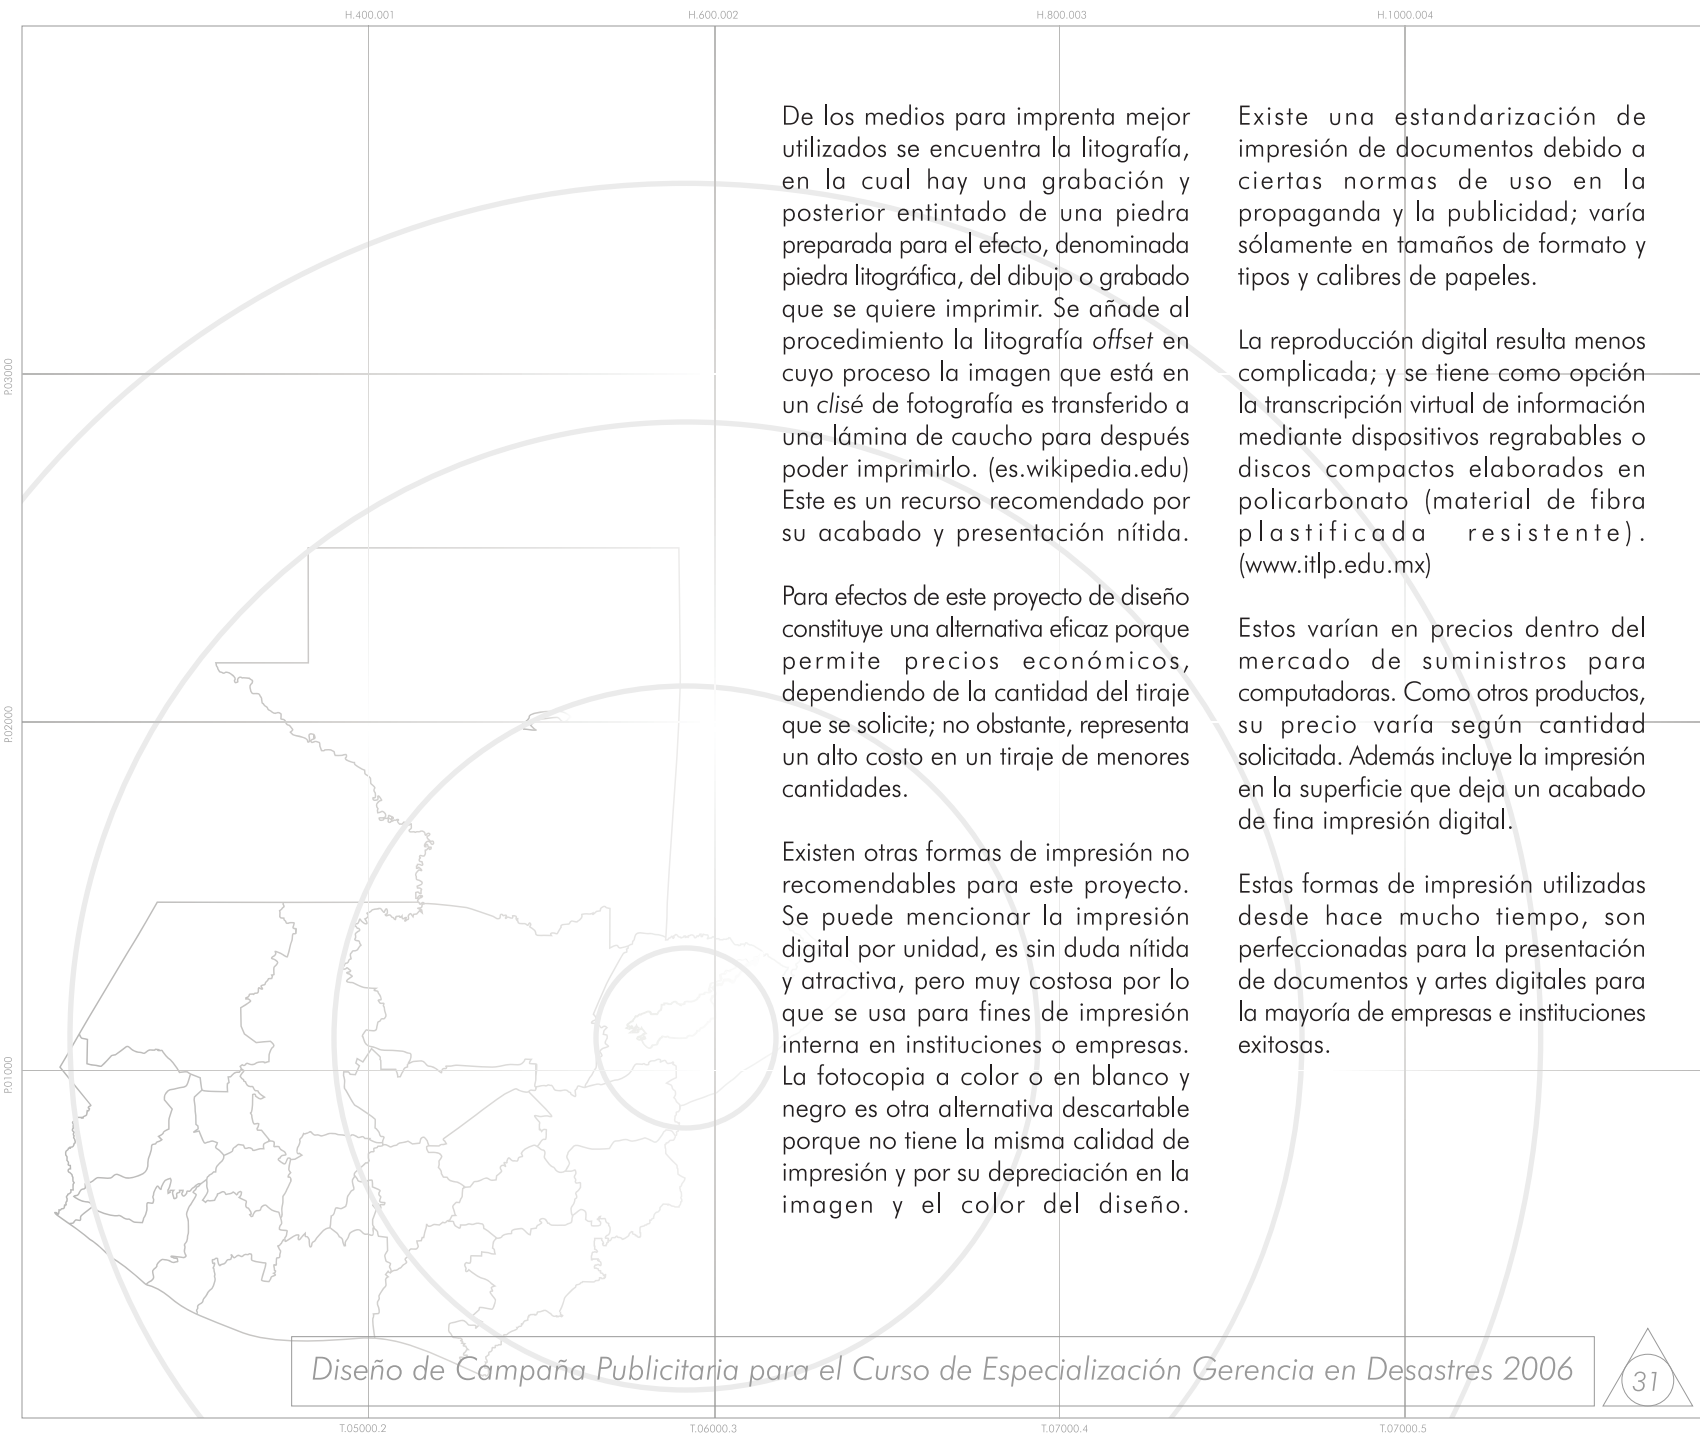 H.400.001 H.600.002 H.800.003 H.1000.004
P.03000
P.02000
P.01000
De los medios para imprenta mejor
utilizados se encuentra la litografía,
en la cual hay una grabación y
posterior entintado de una piedra
preparada para el efecto, denominada
piedra litográfica, del dibujo o grabado
que se quiere imprimir. Se añade al
procedimiento la litografía offset en
cuyo proceso la imagen que está en
un clisé de fotografía es transferido a
una lámina de caucho para después
poder imprimirlo. (es.wikipedia.edu)
Este es un recurso recomendado por
su acabado y presentación nítida.
Para efectos de este proyecto de diseño
constituye una alternativa eficaz porque
permite precios económicos,
dependiendo de la cantidad del tiraje
que se solicite; no obstante, representa
un alto costo en un tiraje de menores
cantidades.
Existen otras formas de impresión no
recomendables para este proyecto.
Se puede mencionar la impresión
digital por unidad, es sin duda nítida
y atractiva, pero muy costosa por lo
que se usa para fines de impresión
interna en instituciones o empresas.
La fotocopia a color o en blanco y
negro es otra alternativa descartable
porque no tiene la misma calidad de
impresión y por su depreciación en la
imagen y el color del diseño.
Existe una estandarización de
impresión de documentos debido a
ciertas normas de uso en la
propaganda y la publicidad; varía
sólamente en tamaños de formato y
tipos y calibres de papeles.
La reproducción digital resulta menos
complicada; y se tiene como opción
la transcripción virtual de información
mediante dispositivos regrabables o
discos compactos elaborados en
policarbonato (material de fibra
plastificada resistente).
(www.itlp.edu.mx)
Estos varían en precios dentro del
mercado de suministros para
computadoras. Como otros productos,
su precio varía según cantidad
solicitada. Además incluye la impresión
en la superficie que deja un acabado
de fina impresión digital.
Estas formas de impresión utilizadas
desde hace mucho tiempo, son
perfeccionadas para la presentación
de documentos y artes digitales para
la mayoría de empresas e instituciones
exitosas.
Diseño de Campaña Publicitaria para el Curso de Especialización Gerencia en Desastres 2006
31
T.05000.2 T.06000.3 T.07000.4 T.07000.5